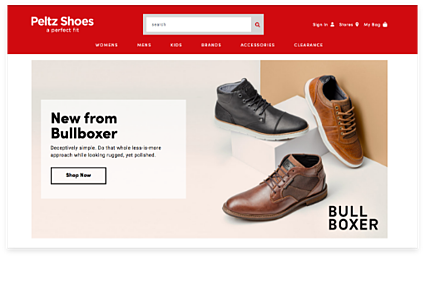 Peltz Shoes
a perfect fit
search
Sign In
Stores
My Bag
WOMENS
MENS
KIDS
BRANDS
ACCESSORIES
CLEARANCE
New from
Bullboxer
Deceptively simple. Do that whole less-is-more
approach while looking rugged, yet polished.
Shop Now
BULL
BOXER